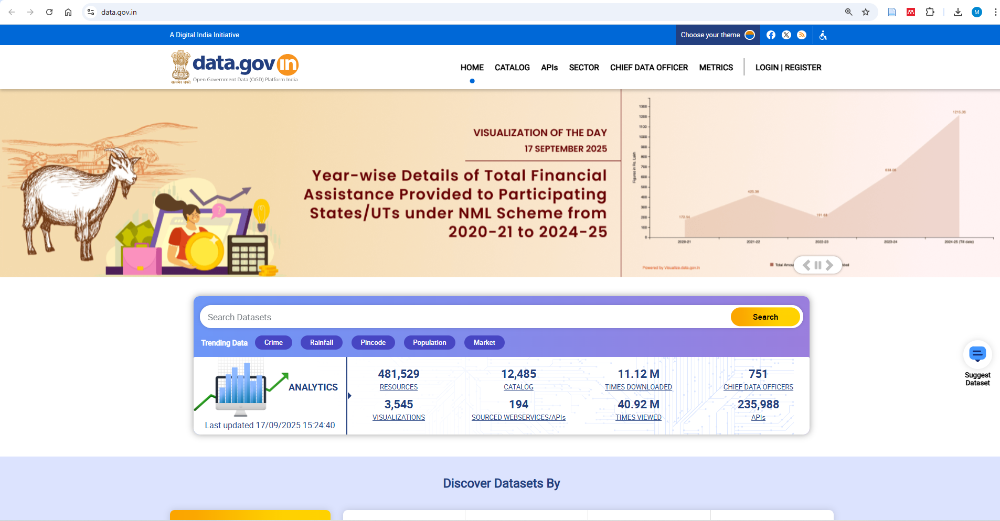 data.gov.in
M
A Digital India Initiative
Choose your theme
data.gov in
Open Government Data (OGD) Platform India
सत्यमेव जयते
HOME CATALOG APIs SECTOR CHIEF DATA OFFICER METRICS LOGIN | REGISTER
VISUALIZATION OF THE DAY
17 SEPTEMBER 2025
Year-wise Details of Total Financial
Assistance Provided to Participating
States/UTs under NML Scheme from
2020-21 to 2024-25
Figures in Rs. Lakh
1300
1200
1100
1000
900
800
700
600
500
400
300
200
100
0
172.54
425.36
191.68
638.06
1215.06
2020-21 2021-22 2022-23 2023-24 2024-25 (Till date)
Powered by Visualize.data.gov.in
Total
Search Datasets
Search
Trending Data Crime Rainfall Pincode Population Market
ANALYTICS
Last updated 17/09/2025 15:24:40
481,529 12,485 11.12 M 751
RESOURCES CATALOG TIMES DOWNLOADED CHIEF DATA OFFICERS
3,545 194 40.92 M 235,988
VISUALIZATIONS SOURCED WEBSERVICES/APIs TIMES VIEWED APIs
Suggest
Dataset
Discover Datasets By